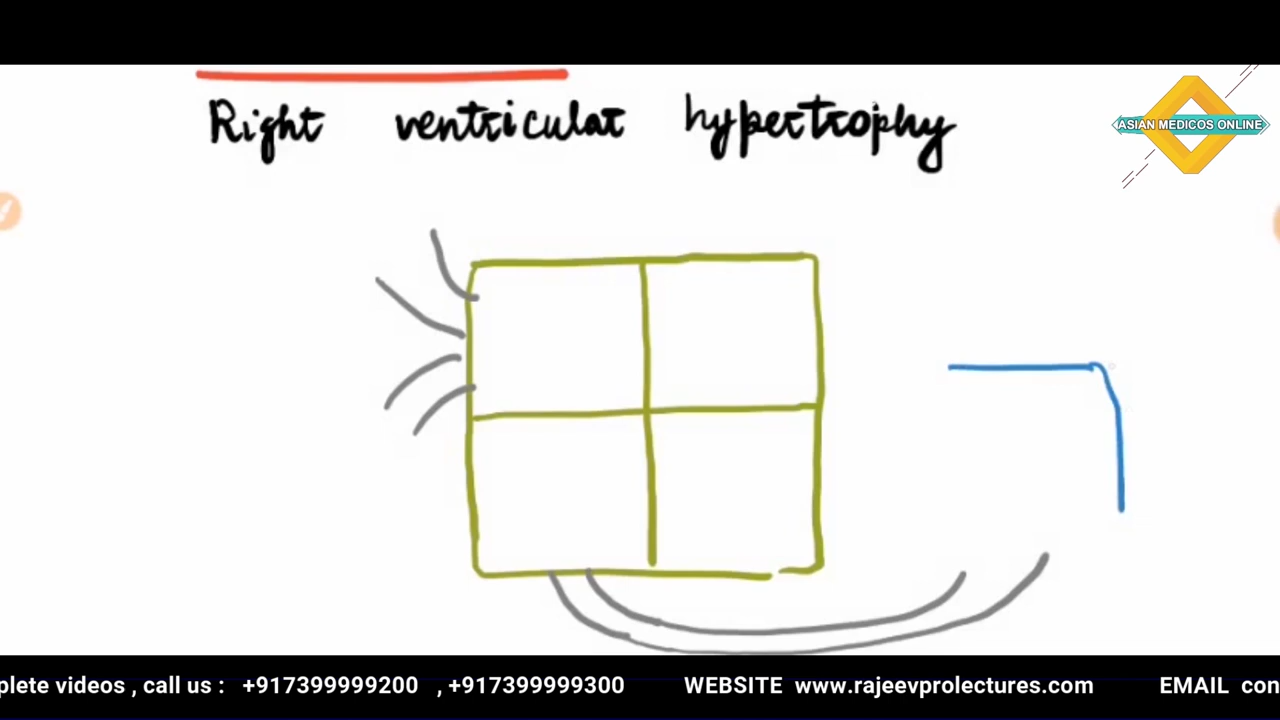 Right ventricular hypertrophy
ASIAN MEDICOS ONLINE
plete videos , call us : +917399999200 , +917399999300 WEBSITE www.rajeevprolectures.com EMAIL con